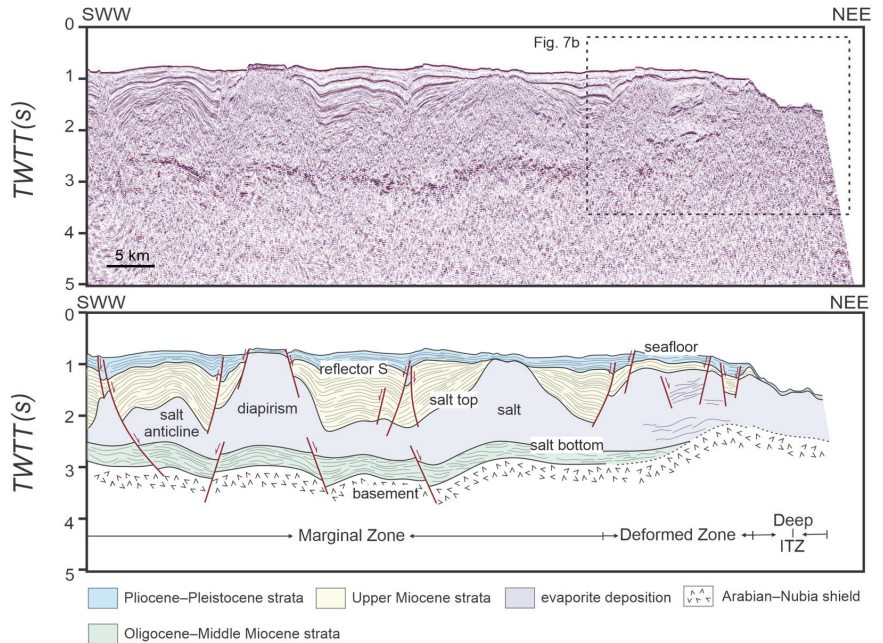 SWW
NEE
0
Fig. 7b
1
2
3
4
5
TWTT(s)
5 km
SWW
NEE
0
seafloor
1
reflector S
salt top
2
salt
anticline
diapirism
salt
salt bottom
3
basement
4
5
TWTT(s)
Marginal Zone
Deformed Zone
Deep
ITZ
Pliocene–Pleistocene strata
Upper Miocene strata
evaporite deposition
Arabian–Nubia shield
Oligocene–Middle Miocene strata